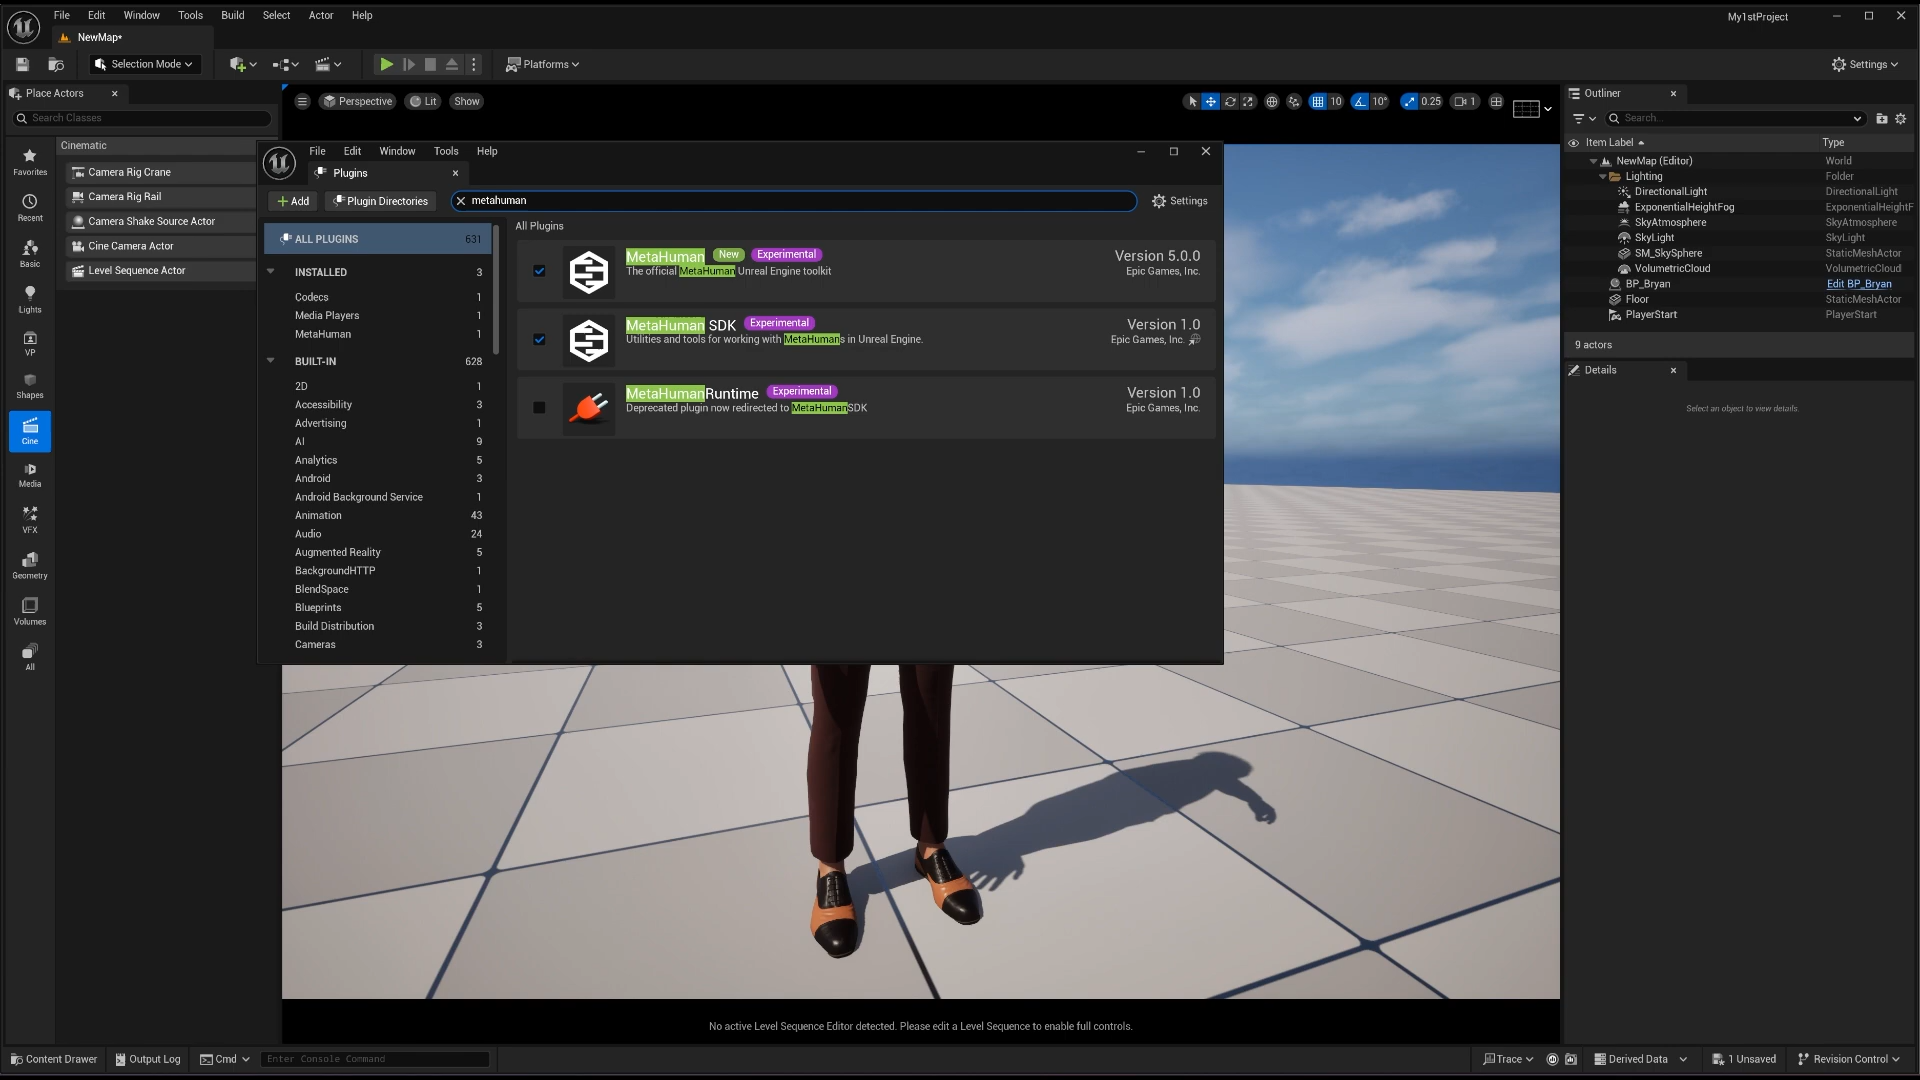 File Edit Window Tools Build Select Actor Help
My1stProject
NewMap*
Selection Mode
Platforms
Settings
Place Actors
Search Classes
Cinematic
Camera Rig Crane
Camera Rig Rail
Camera Shake Source Actor
Cine Camera Actor
Level Sequence Actor
Favorites
Recent
Basic
Lights
VP
Shapes
Cine
Media
VFX
Geometry
Volumes
All
Perspective Lit Show
10 10° 0.25 1
File Edit Window Tools Help
Plugins
Add Plugin Directories metahuman Settings
ALL PLUGINS 631
INSTALLED 3
Codecs 1
Media Players 1
MetaHuman 1
BUILT-IN 628
2D 1
Accessibility 3
Advertising 1
AI 9
Analytics 5
Android 3
Android Background Service 1
Animation 43
Audio 24
Augmented Reality 5
BackgroundHTTP 1
BlendSpace 1
Blueprints 5
Build Distribution 3
Cameras 3
All Plugins
MetaHuman New Experimental Version 5.0.0
The official MetaHuman Unreal Engine toolkit Epic Games, Inc.
MetaHuman SDK Experimental Version 1.0
Utilities and tools for working with MetaHumans in Unreal Engine. Epic Games, Inc.
MetaHumanRuntime Experimental Version 1.0
Deprecated plugin now redirected to MetaHumanSDK Epic Games, Inc.
Outliner
Search...
Item Label Type
NewMap (Editor) World
Lighting Folder
DirectionalLight DirectionalLight
ExponentialHeightFog ExponentialHeightF
SkyAtmosphere SkyAtmosphere
SkyLight SkyLight
SM_SkySphere StaticMeshActor
VolumetricCloud VolumetricCloud
BP_Bryan Edit BP_Bryan
Floor StaticMeshActor
PlayerStart PlayerStart
9 actors
Details
Select an object to view details.
No active Level Sequence Editor detected. Please edit a Level Sequence to enable full controls.
Content Drawer Output Log Cmd Enter Console Command
Trace Derived Data 1 Unsaved Revision Control